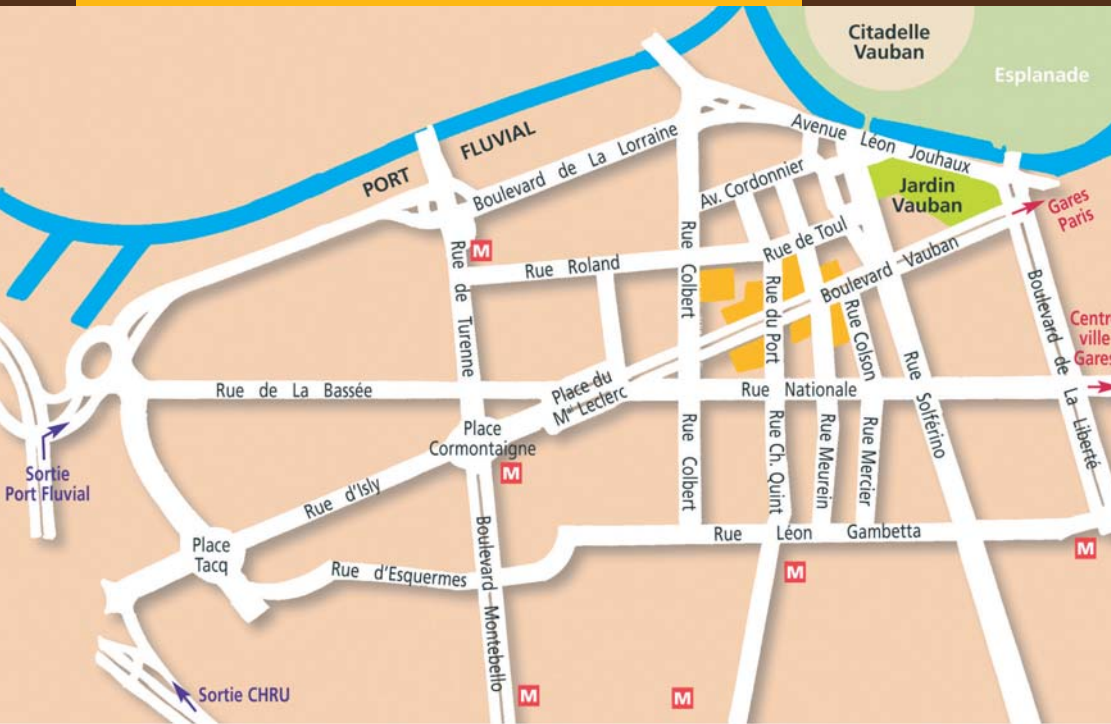 Citadelle
Vauban
Esplanade
PORT FLUVIAL
Boulevard de La Lorraine
Avenue Léon Jouhaux
Av. Cordonnier
Jardin
Vauban
Gares
Paris
M
Rue de Turenne
Rue Roland
Rue Colbert
Rue de Toul
Boulevard Vauban
Rue du Port
Rue Colson
Boulevard de La Liberté
Centre
ville
Gares
Rue de La Bassée
Place du
Mal Leclerc
Rue Nationale
Rue Solférino
Place
Cormontaigne
M
Rue Colbert
Rue Ch. Quint
Rue Meurein
Rue Mercier
Sortie
Port Fluvial
Rue d'Isly
Place
Tacq
Rue d'Esquermes
Boulevard Montebello
Rue Léon Gambetta
M
M
Sortie CHRU
M
M